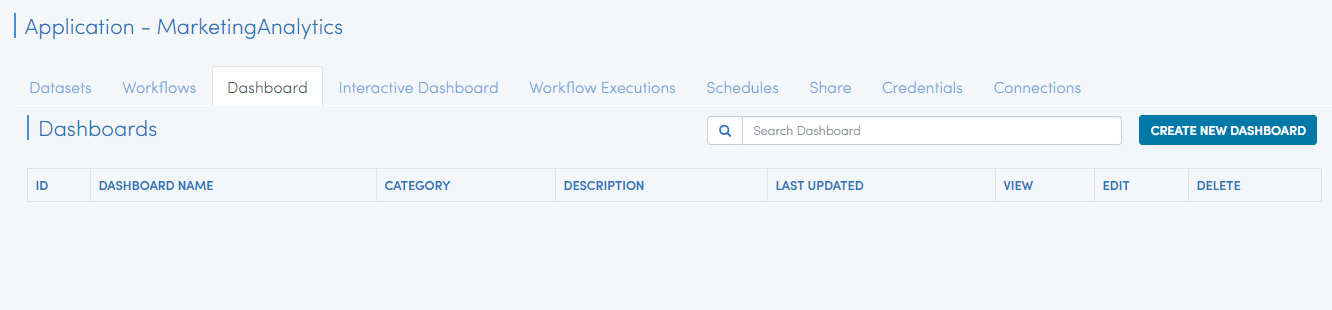 Application - MarketingAnalytics
Datasets Workflows Dashboard Interactive Dashboard Workflow Executions Schedules Share Credentials Connections
Dashboards Search Dashboard CREATE NEW DASHBOARD
ID DASHBOARD NAME CATEGORY DESCRIPTION LAST UPDATED VIEW EDIT DELETE